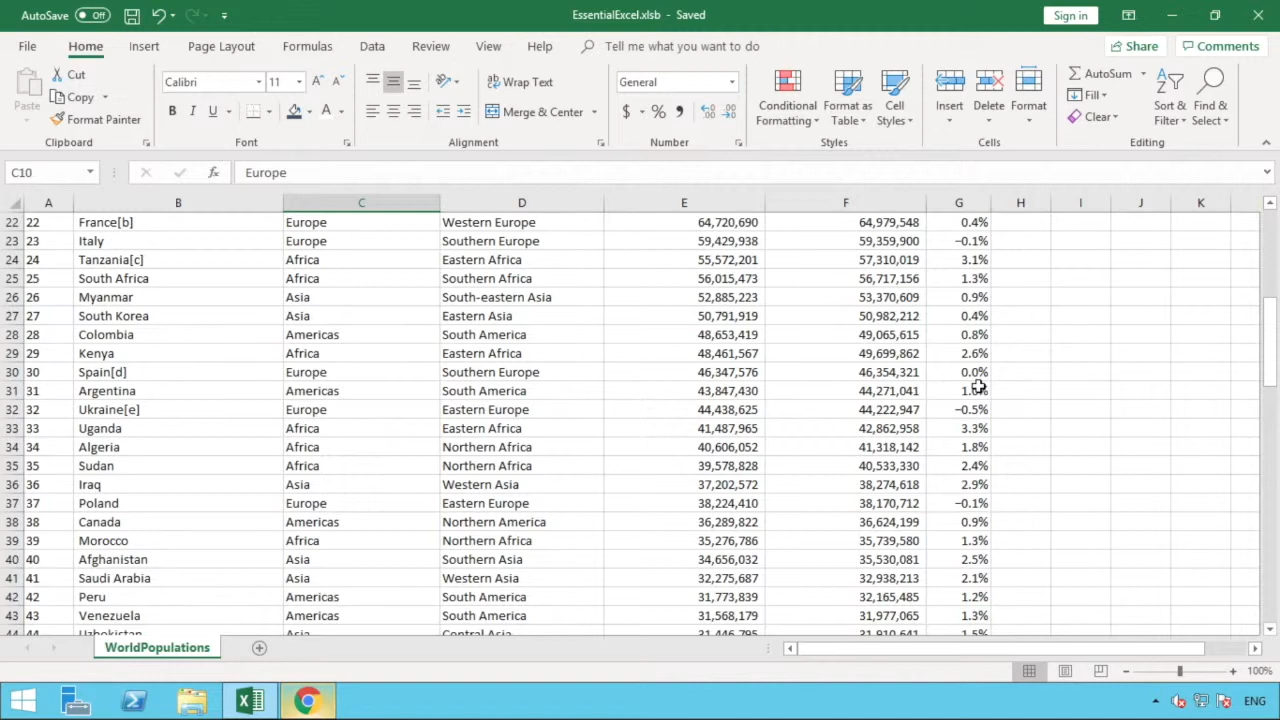 AutoSave Off EssentialExcel.xlsb - Saved Sign in
File Home Insert Page Layout Formulas Data Review View Help Tell me what you want to do Share Comments
Cut Calibri 11 Wrap Text General AutoSum
Paste Copy Conditional Format as Cell Insert Delete Format Fill Sort & Find &
Format Painter B I U A Merge & Center $ % Formatting Table Styles Clear Filter Select
Clipboard Font Alignment Number Styles Cells Editing
C10 fx Europe
A B C D E F G H I J K
22 22 France[b] Europe Western Europe 64,720,690 64,979,548 0.4%
23 23 Italy Europe Southern Europe 59,429,938 59,359,900 −0.1%
24 24 Tanzania[c] Africa Eastern Africa 55,572,201 57,310,019 3.1%
25 25 South Africa Africa Southern Africa 56,015,473 56,717,156 1.3%
26 26 Myanmar Asia South-eastern Asia 52,885,223 53,370,609 0.9%
27 27 South Korea Asia Eastern Asia 50,791,919 50,982,212 0.4%
28 28 Colombia Americas South America 48,653,419 49,065,615 0.8%
29 29 Kenya Africa Eastern Africa 48,461,567 49,699,862 2.6%
30 30 Spain[d] Europe Southern Europe 46,347,576 46,354,321 0.0%
31 31 Argentina Americas South America 43,847,430 44,271,041
32 32 Ukraine[e] Europe Eastern Europe 44,438,625 44,222,947 −0.5%
33 33 Uganda Africa Eastern Africa 41,487,965 42,862,958 3.3%
34 34 Algeria Africa Northern Africa 40,606,052 41,318,142 1.8%
35 35 Sudan Africa Northern Africa 39,578,828 40,533,330 2.4%
36 36 Iraq Asia Western Asia 37,202,572 38,274,618 2.9%
37 37 Poland Europe Eastern Europe 38,224,410 38,170,712 −0.1%
38 38 Canada Americas Northern America 36,289,822 36,624,199 0.9%
39 39 Morocco Africa Northern Africa 35,276,786 35,739,580 1.3%
40 40 Afghanistan Asia Southern Asia 34,656,032 35,530,081 2.5%
41 41 Saudi Arabia Asia Western Asia 32,275,687 32,938,213 2.1%
42 42 Peru Americas South America 31,773,839 32,165,485 1.2%
43 43 Venezuela Americas South America 31,568,179 31,977,065 1.3%
44 44 Uzbekistan Asia Central Asia 31,446,795 31,910,641 1.5%
WorldPopulations
100%
ENG